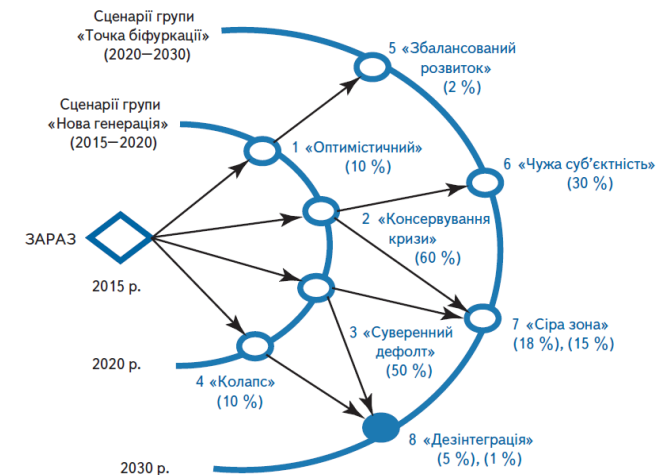 Сценарії групи
«Точка біфуркації»
(2020—2030)
5 «Збалансований
розвиток»
(2 %)
Сценарії групи
«Нова генерація»
(2015—2020)
1 «Оптимістичний»
(10 %)
6 «Чужа суб’єктність»
(30 %)
2 «Консервування
кризи»
(60 %)
ЗАРАЗ
2015 р.
7 «Сіра зона»
(18 %), (15 %)
3 «Суверенний
дефолт»
(50 %)
2020 р.
4 «Колапс»
(10 %)
8 «Дезінтеграція»
(5 %), (1 %)
2030 р.